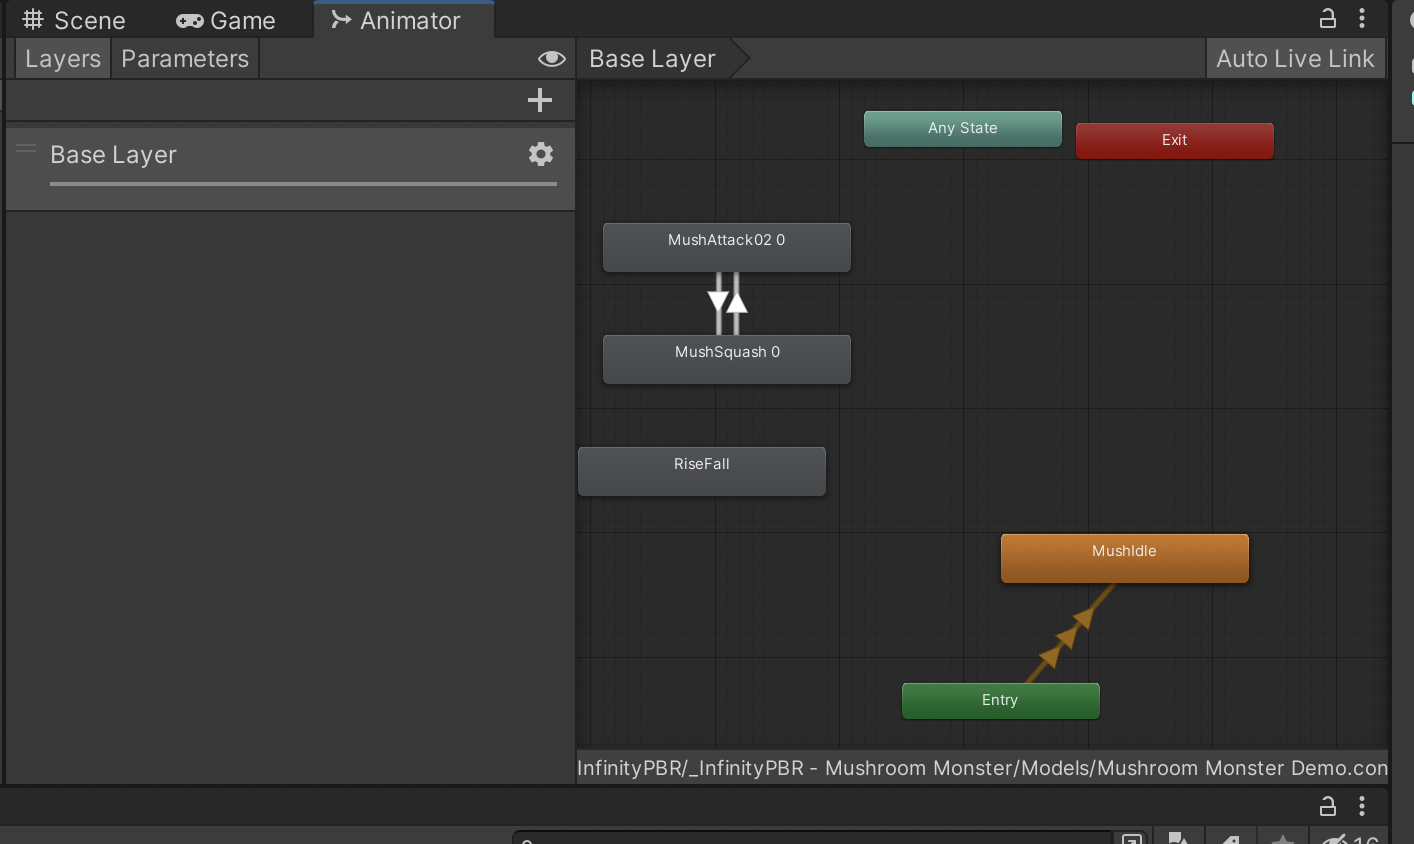 Scene Game Animator
Layers Parameters
Base Layer
Auto Live Link
Base Layer
Any State
Exit
MushAttack02 0
MushSquash 0
RiseFall
MushIdle
Entry
InfinityPBR/_InfinityPBR - Mushroom Monster/Models/Mushroom Monster Demo.con
16